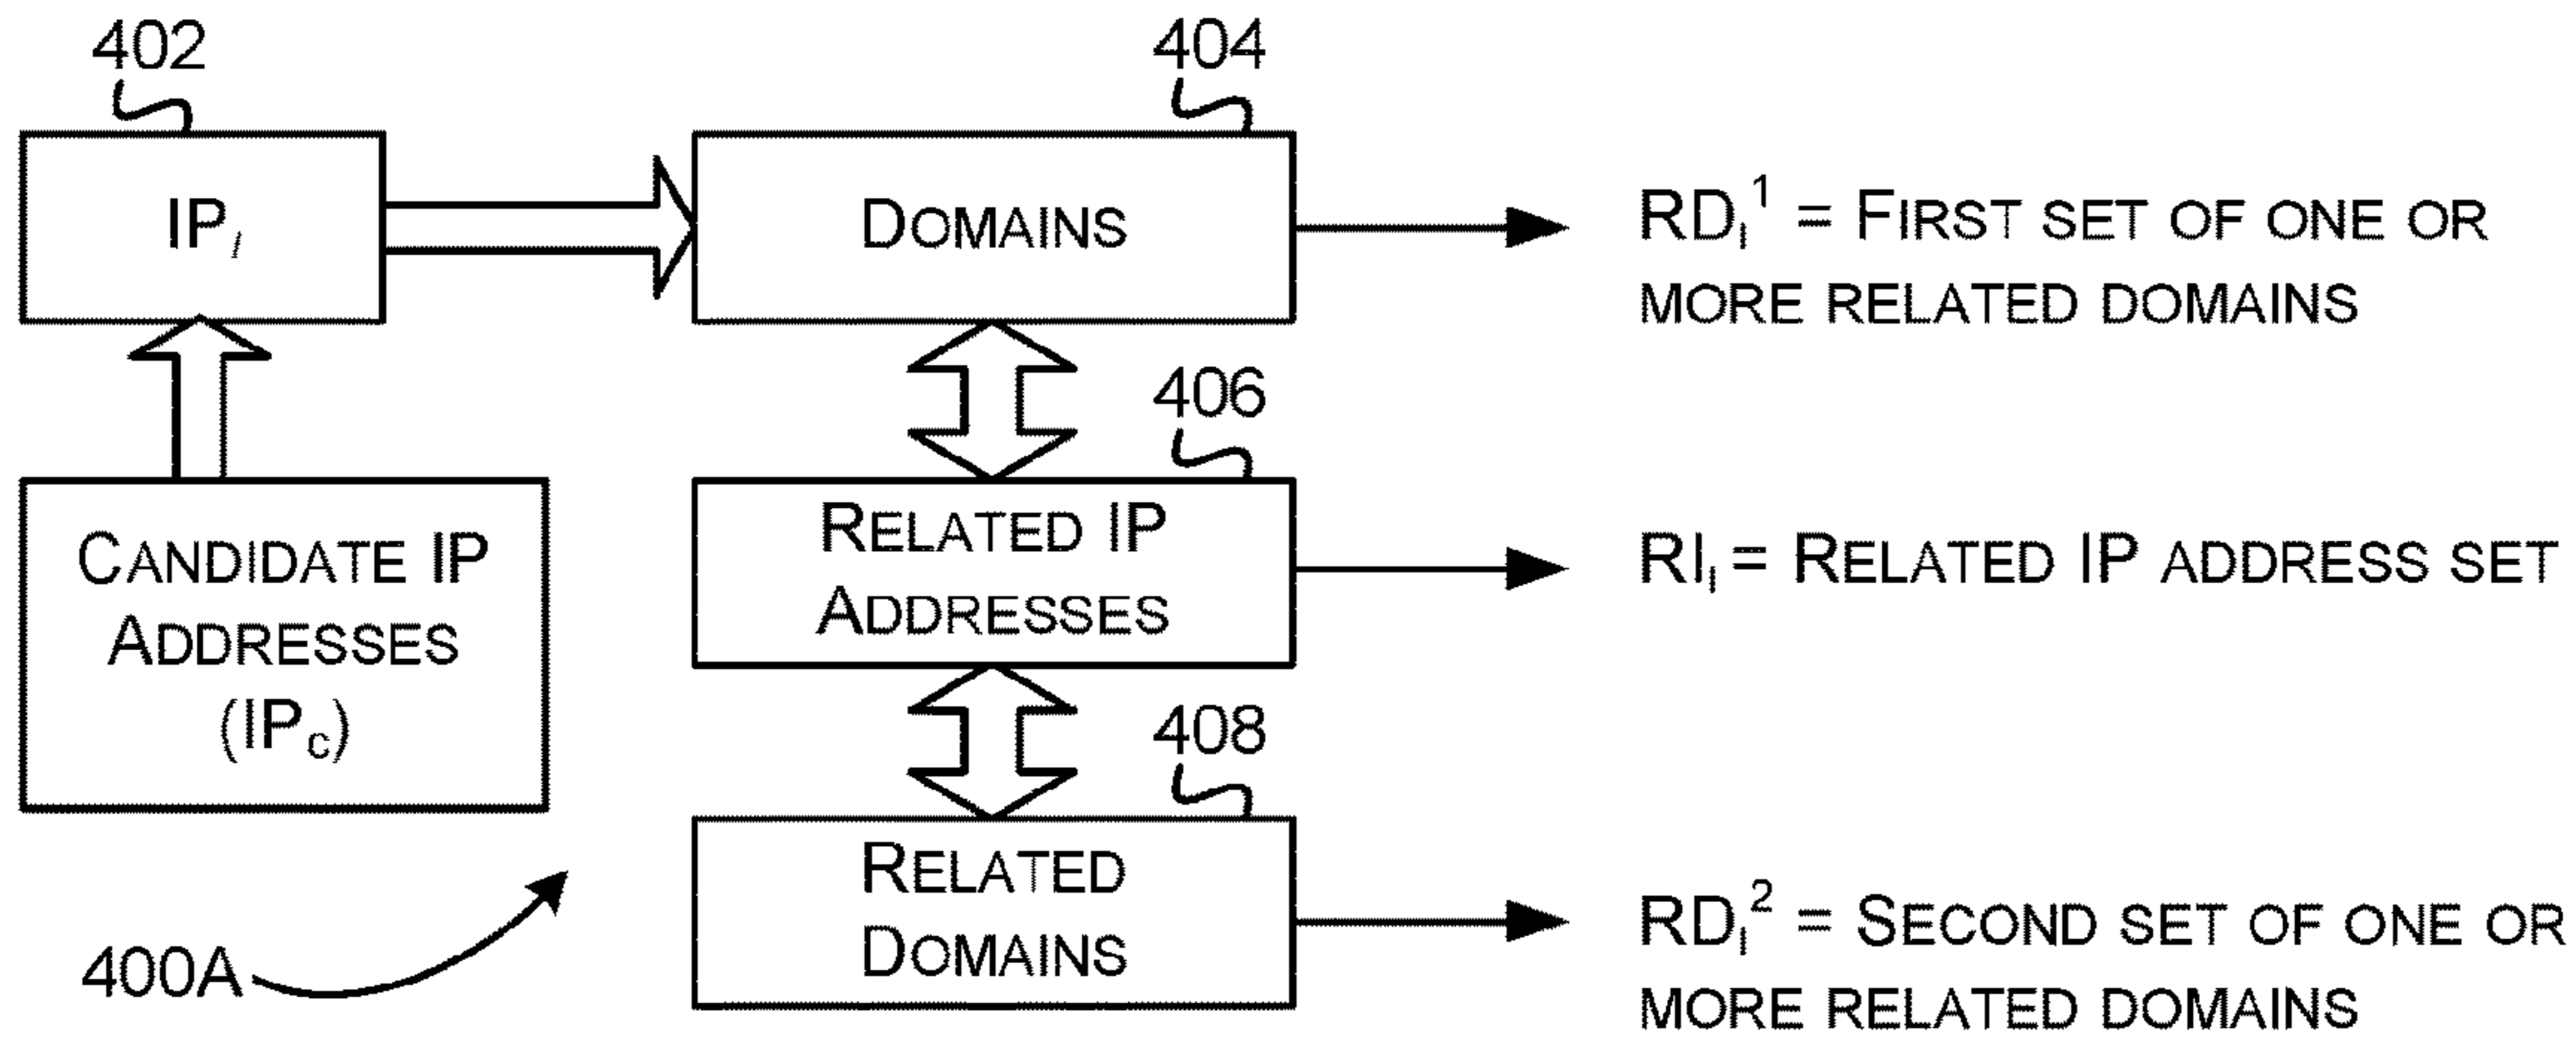 402
404
IPᵢ
DOMAINS
RDᵢ¹ = FIRST SET OF ONE OR
MORE RELATED DOMAINS
406
CANDIDATE IP
ADDRESSES
(IP_C)
RELATED IP
ADDRESSES
RIᵢ = RELATED IP ADDRESS SET
408
RELATED
DOMAINS
RDᵢ² = SECOND SET OF ONE OR
MORE RELATED DOMAINS
400A